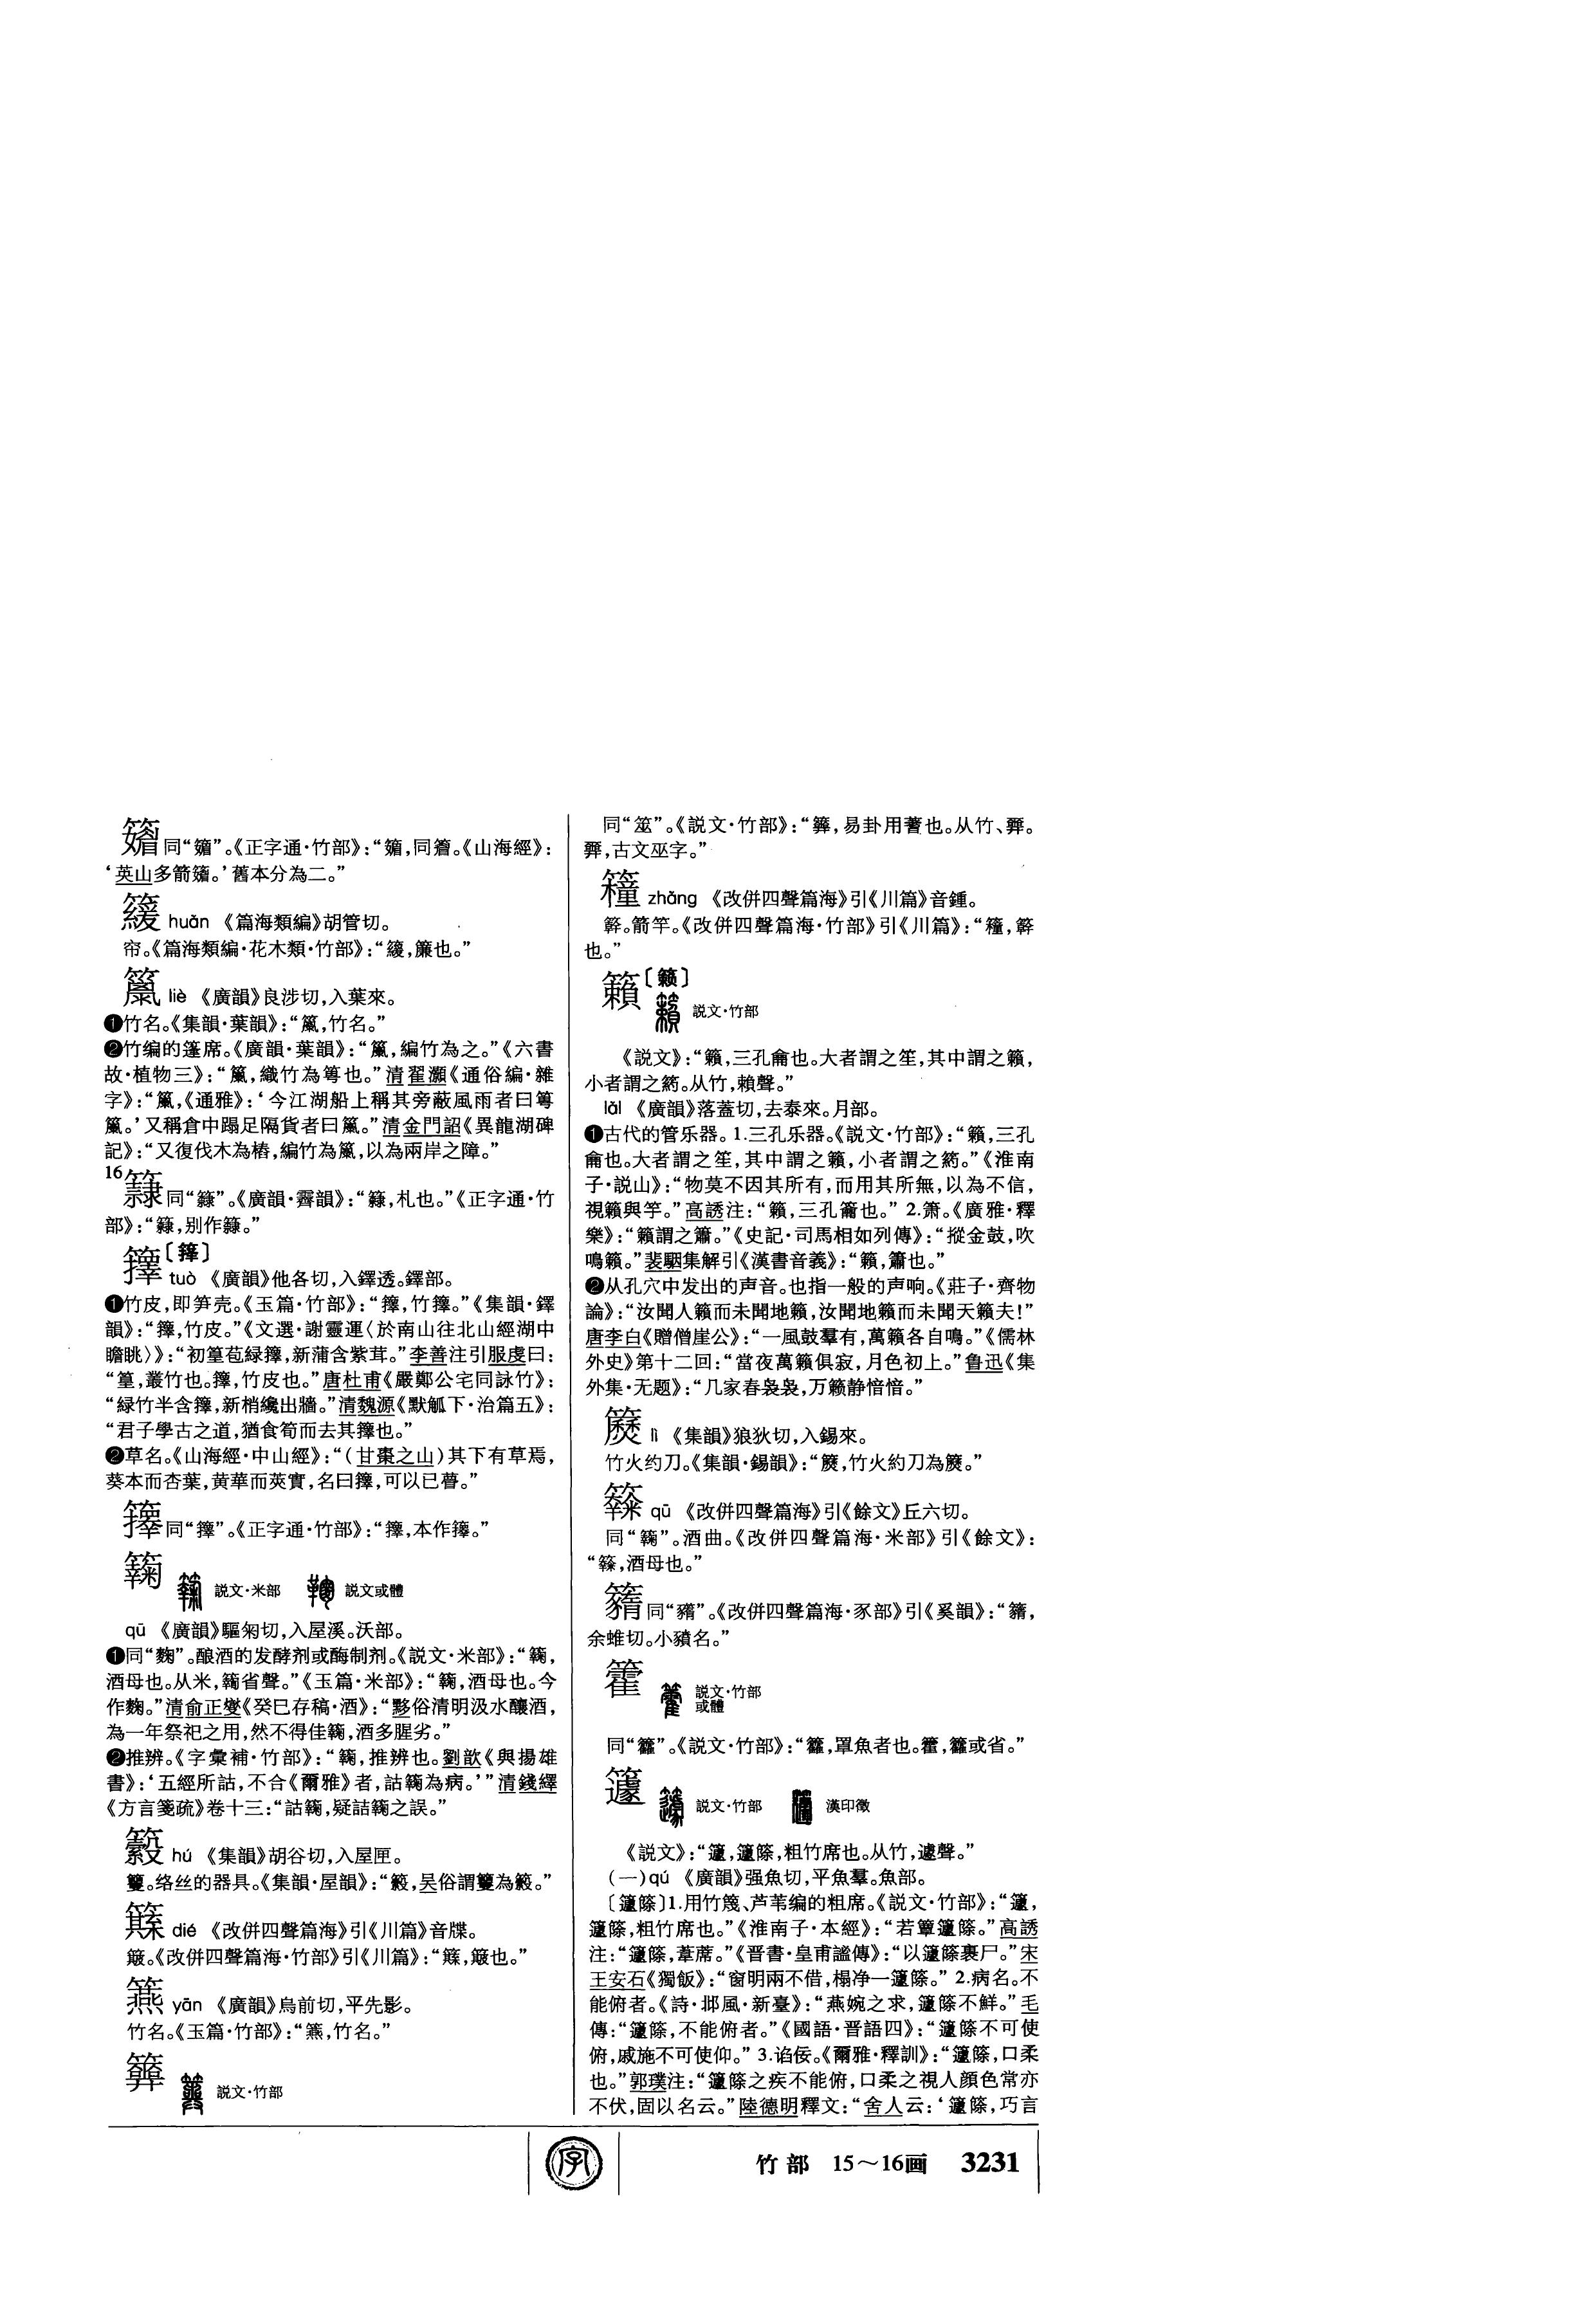 同“䉋”。《正字通·竹部》：“䉋，同䈞。《山海經》：
‘英山多箭䉋。’舊本分為二。”
huǎn 《篇海類編》胡管切。
帘。《篇海類編·花木類·竹部》：“，簾也。”
䉭 liè 《廣韻》良涉切，入葉來。
❶竹名。《集韻·葉韻》：“䉭，竹名。”
❷竹编的篷席。《廣韻·葉韻》：“䉭，編竹為之。”《六書
故·植物三》：“䉭，織竹為䈉也。”清翟灝《通俗編·雜
字》：“䉭，《通雅》：‘今江湖船上稱其旁蔽風雨者曰䈉
䉭。’又稱倉中蹋足隔貨者曰䉭。”清金門詔《異龍湖碑
記》：“又復伐木為樁，編竹為䉭，以為兩岸之障。”
16
同“”。《廣韻·霽韻》：“，札也。”《正字通·竹
部》：“，别作。”
籜〔箨〕
tuò 《廣韻》他各切，入鐸透。鐸部。
❶竹皮，即笋壳。《玉篇·竹部》：“籜，竹籜。”《集韻·鐸
韻》：“籜，竹皮。”《文選·謝靈運〈於南山往北山經湖中
瞻眺〉》：“初篁苞緑籜，新蒲含紫茸。”李善注引服虔曰：
“篁，叢竹也。籜，竹皮也。”唐杜甫《嚴鄭公宅同詠竹》：
“緑竹半含籜，新梢纔出牆。”清魏源《默觚下·治篇五》：
“君子學古之道，猶食筍而去其籜也。”
❷草名。《山海經·中山經》：“（甘棗之山）其下有草焉，
葵本而杏葉，黄華而莢實，名曰籜，可以已瞢。”
同“籜”。《正字通·竹部》：“籜，本作。”
䉤
説文·米部 説文或體
qū 《廣韻》驅匊切，入屋溪。沃部。
❶同“麴”。酿酒的发酵剂或酶制剂。《説文·米部》：“䉤，
酒母也。从米，省聲。”《玉篇·米部》：“䉤，酒母也。今
作麴。”清俞正燮《癸巳存稿·酒》：“黟俗清明汲水釀酒，
為一年祭祀之用，然不得佳䉤，酒多腥劣。”
❷推辨。《字彙補·竹部》：“䉤，推辨也。劉歆《與揚雄
書》：‘五經所詁，不合《爾雅》者，詁䉤為病。’”清錢繹
《方言箋疏》卷十三：“詁䉤，疑詰䉤之誤。”
hú 《集韻》胡谷切，入屋匣。
籰。络丝的器具。《集韻·屋韻》：“，吴俗謂籰為。”
dié 《改併四聲篇海》引《川篇》音牒。
簸。《改併四聲篇海·竹部》引《川篇》：“，簸也。”
yān 《廣韻》烏前切，平先影。
竹名。《玉篇·竹部》：“，竹名。”
説文·竹部
同“筮”。《説文·竹部》：“，易卦用蓍也。从竹、𢍮。
𢍮，古文巫字。”
zhǎng 《改併四聲篇海》引《川篇》音鍾。
簳。箭竿。《改併四聲篇海·竹部》引《川篇》：“，簳
也。”
籟〔籁〕
説文·竹部
《説文》：“籟，三孔龠也。大者謂之笙，其中謂之籟，
小者謂之箹。从竹，賴聲。”
lài 《廣韻》落蓋切，去泰來。月部。
❶古代的管乐器。1.三孔乐器。《説文·竹部》：“籟，三孔
龠也。大者謂之笙，其中謂之籟，小者謂之箹。”《淮南
子·説山》：“物莫不因其所有，而用其所無，以為不信，
視籟與竽。”高誘注：“籟，三孔籥也。” 2.箫。《廣雅·釋
樂》：“籟謂之簫。”《史記·司馬相如列傳》：“摐金鼓，吹
鳴籟。”裴駰集解引《漢書音義》：“籟，簫也。”
❷从孔穴中发出的声音。也指一般的声响。《莊子·齊物
論》：“汝聞人籟而未聞地籟，汝聞地籟而未聞天籟夫！”
唐李白《贈僧崖公》：“一風鼓羣有，萬籟各自鳴。”《儒林
外史》第十二回：“當夜萬籟俱寂，月色初上。”鲁迅《集
外集·无题》：“几家春袅袅，万籁静愔愔。”
lì 《集韻》狼狄切，入錫來。
竹火约刀。《集韻·錫韻》：“，竹火約刀為。”
qū 《改併四聲篇海》引《餘文》丘六切。
同“䉤”。酒曲。《改併四聲篇海·米部》引《餘文》：
“，酒母也。”
同“”。《改併四聲篇海·豕部》引《奚韻》：“，
余蜼切。小豶名。”
籗
説文·竹部
或體
同“籱”。《説文·竹部》：“籱，罩魚者也。籗，籱或省。”
籧
説文·竹部 漢印徵
《説文》：“籧，籧篨，粗竹席也。从竹，遽聲。”
（一）qú 《廣韻》强魚切，平魚羣。魚部。
〔籧篨〕1.用竹篾、芦苇编的粗席。《説文·竹部》：“籧，
籧篨，粗竹席也。”《淮南子·本經》：“若簟籧篨。”高誘
注：“籧篨，葦蓆。”《晋書·皇甫謐傳》：“以籧篨裹尸。”宋
王安石《獨飯》：“窗明兩不借，榻净一籧篨。” 2.病名。不
能俯者。《詩·邶風·新臺》：“燕婉之求，籧篨不鮮。”毛
傳：“籧篨，不能俯者。”《國語·晋語四》：“籧篨不可使
俯，戚施不可使仰。” 3.谄佞。《爾雅·釋訓》：“籧篨，口柔
也。”郭璞注：“籧篨之疾不能俯，口柔之視人顔色常亦
不伏，固以名云。”陸德明釋文：“舍人云：‘籧篨，巧言
字
竹部 15～16画 3231